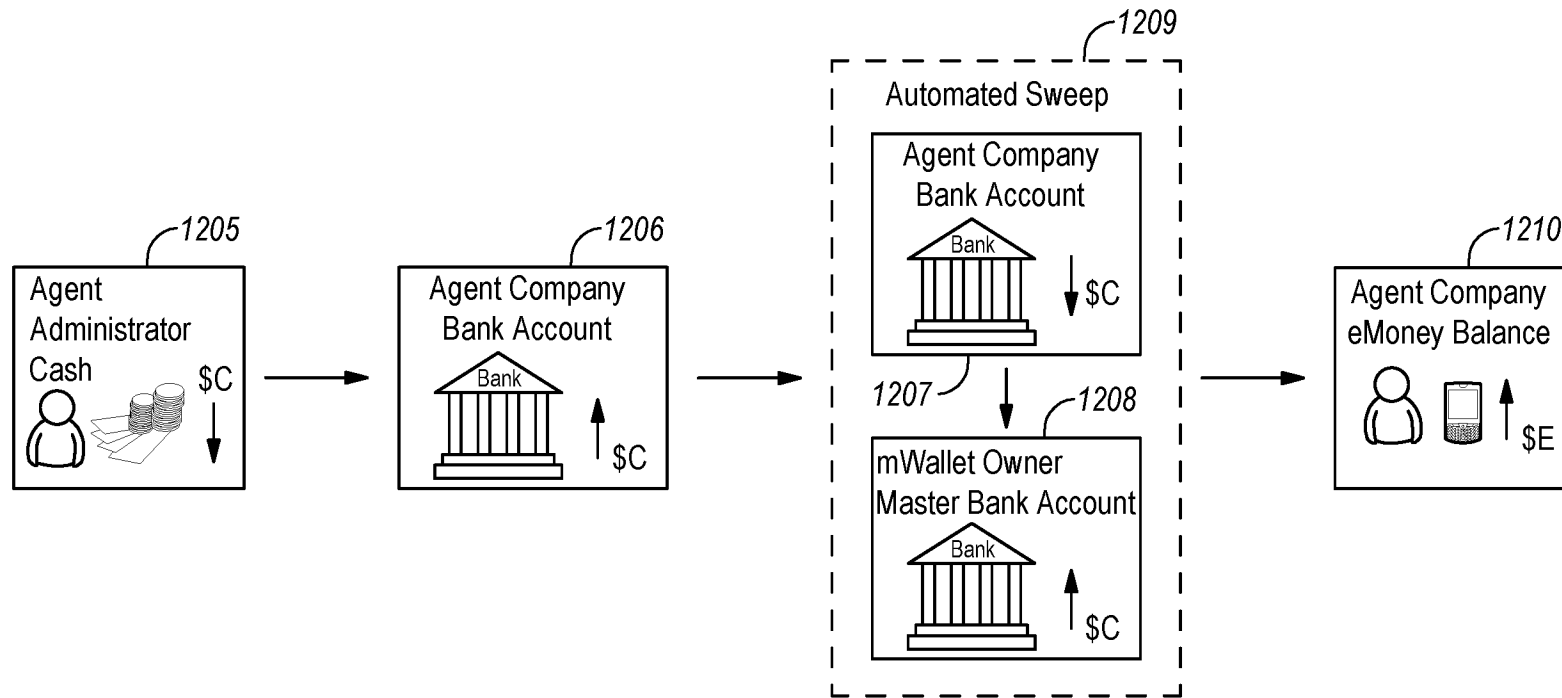 1209
Automated Sweep
Agent Company
Bank Account
Bank
$C
1207
1208
mWallet Owner
Master Bank Account
Bank
$C
1205
Agent
Administrator
Cash
$C
1206
Agent Company
Bank Account
Bank
$C
1210
Agent Company
eMoney Balance
$E